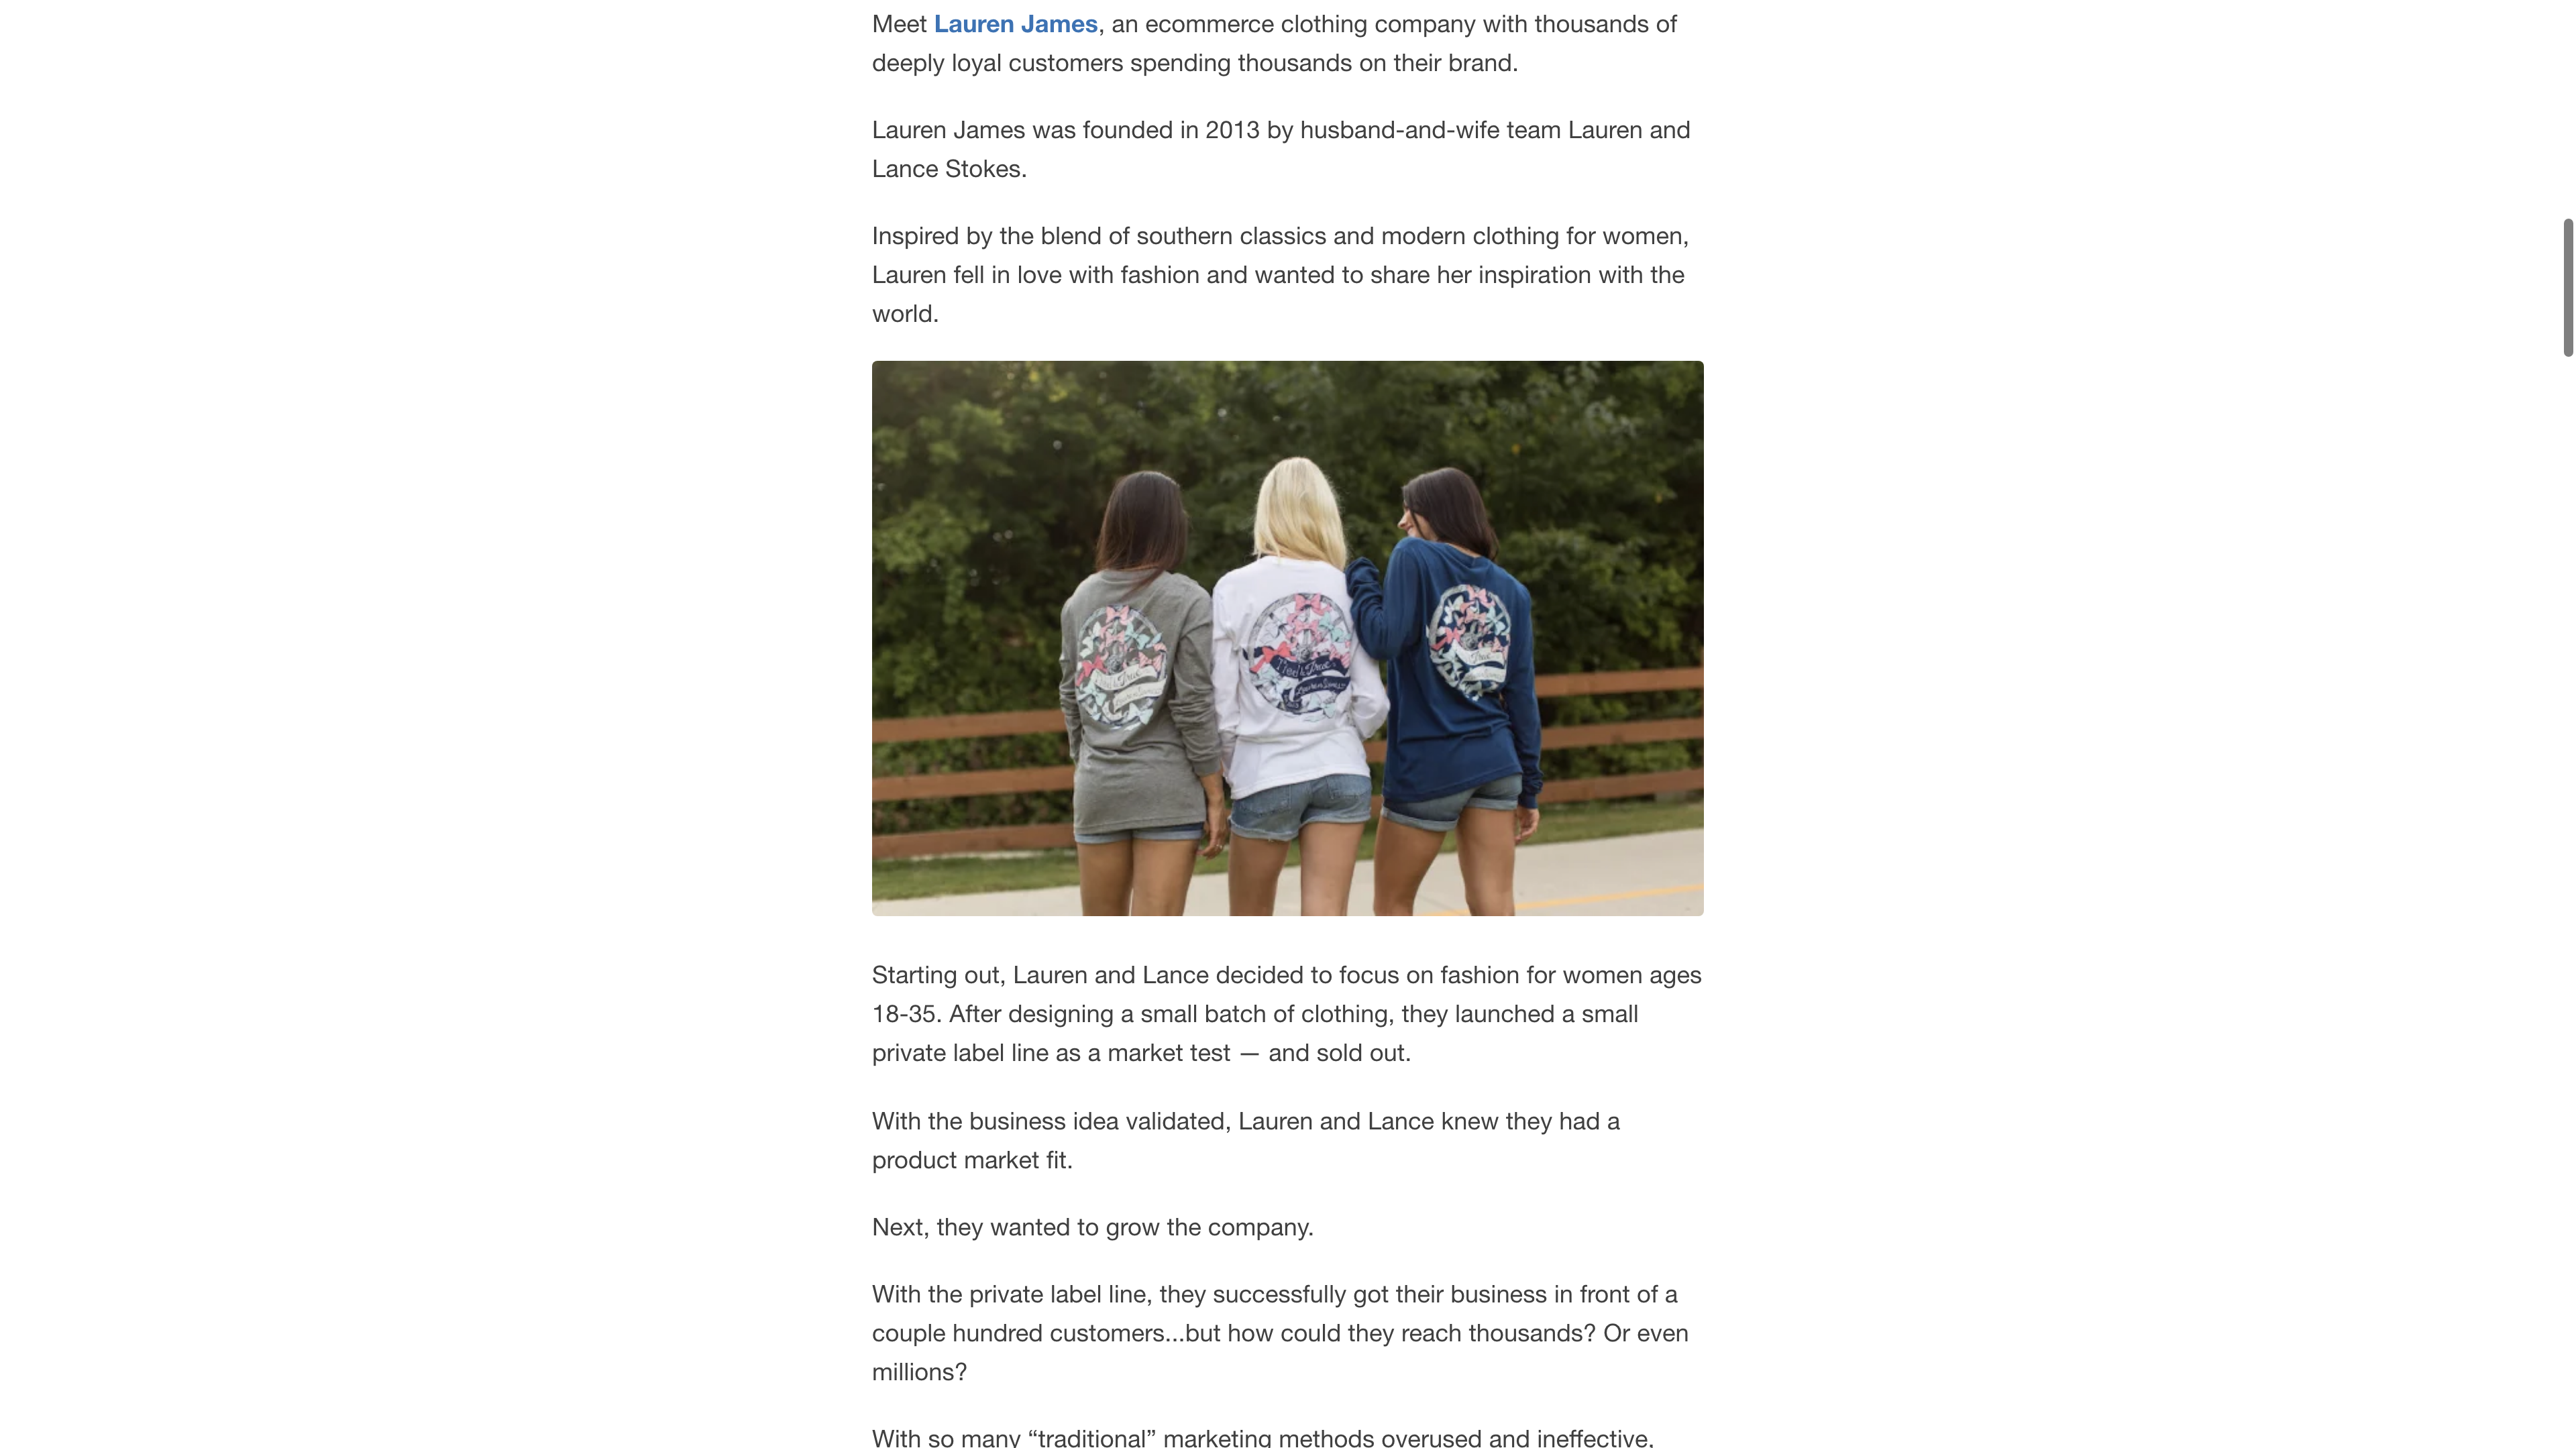 Meet Lauren James, an ecommerce clothing company with thousands of
deeply loyal customers spending thousands on their brand.
Lauren James was founded in 2013 by husband-and-wife team Lauren and
Lance Stokes.
Inspired by the blend of southern classics and modern clothing for women,
Lauren fell in love with fashion and wanted to share her inspiration with the
world.
True
Lauren James
True
Starting out, Lauren and Lance decided to focus on fashion for women ages
18-35. After designing a small batch of clothing, they launched a small
private label line as a market test — and sold out.
With the business idea validated, Lauren and Lance knew they had a
product market fit.
Next, they wanted to grow the company.
With the private label line, they successfully got their business in front of a
couple hundred customers...but how could they reach thousands? Or even
millions?
With so many “traditional” marketing methods overused and ineffective,